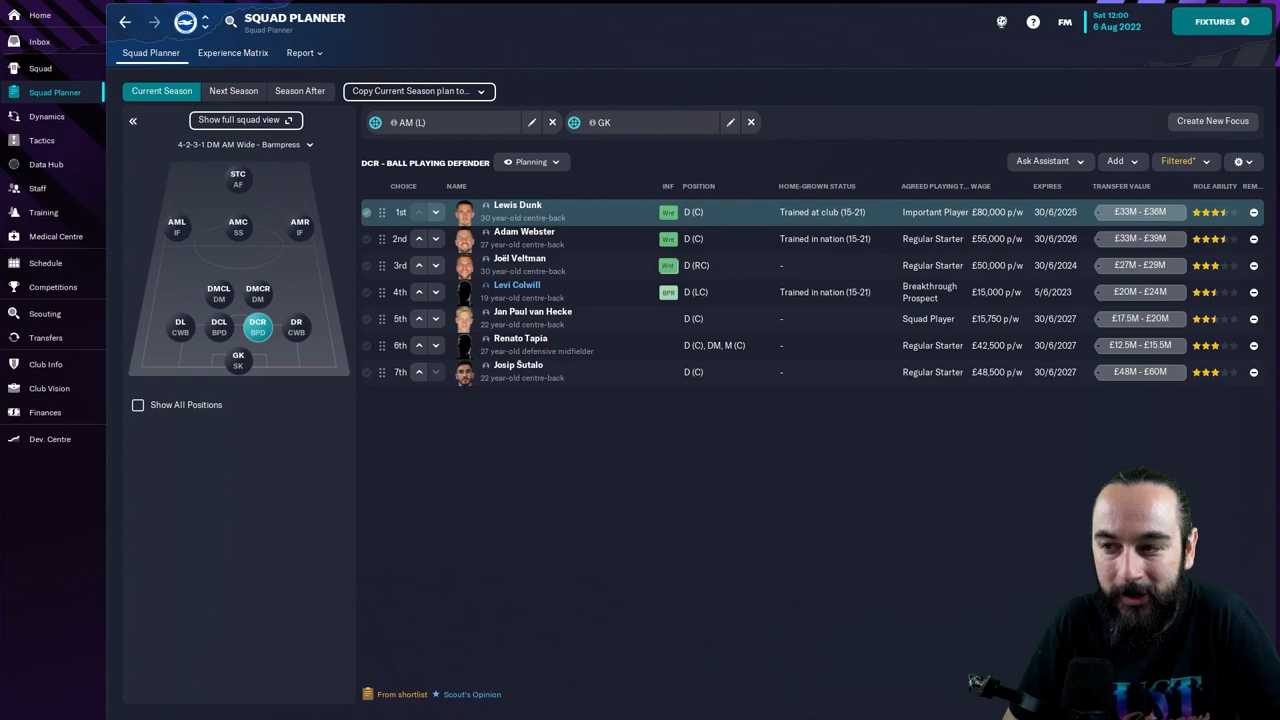 Home
Inbox
Squad
Squad Planner
Dynamics
Tactics
Data Hub
Staff
Training
Medical Centre
Schedule
Competitions
Scouting
Transfers
Club Info
Club Vision
Finances
Dev. Centre
SQUAD PLANNER
Squad Planner
FM
Sat 12:00
6 Aug 2022
FIXTURES
Squad Planner Experience Matrix Report
Current Season Next Season Season After Copy Current Season plan to...
Show full squad view
4-2-3-1 DM AM Wide - Barmpress
STC
AF
AML AMC AMR
IF SS IF
DMCL DMCR
DM DM
DL DCL DCR DR
CWB BPD BPD CWB
GK
SK
Show All Positions
AM (L) GK Create New Focus
DCR - BALL PLAYING DEFENDER Planning Ask Assistant Add Filtered*
CHOICE NAME INF POSITION HOME-GROWN STATUS AGREED PLAYING T... WAGE EXPIRES TRANSFER VALUE ROLE ABILITY REM...
1st Lewis Dunk Wnt D (C) Trained at club (15-21) Important Player £80,000 p/w 30/6/2025 £33M - £36M
30 year-old centre-back
2nd Adam Webster Wnt D (C) Trained in nation (15-21) Regular Starter £55,000 p/w 30/6/2026 £33M - £39M
27 year-old centre-back
3rd Joël Veltman Wnt D (RC) - Regular Starter £50,000 p/w 30/6/2024 £27M - £29M
30 year-old centre-back
4th Levi Colwill BPR D (LC) Trained in nation (15-21) Breakthrough Prospect £15,000 p/w 5/6/2023 £20M - £24M
19 year-old centre-back
5th Jan Paul van Hecke D (C) - Squad Player £15,750 p/w 30/6/2027 £17.5M - £20M
22 year-old centre-back
6th Renato Tapia D (C), DM, M (C) - Regular Starter £42,500 p/w 30/6/2027 £12.5M - £15.5M
27 year-old defensive midfielder
7th Josip Šutalo D (C) - Regular Starter £48,500 p/w 30/6/2027 £48M - £60M
22 year-old centre-back
From shortlist Scout's Opinion